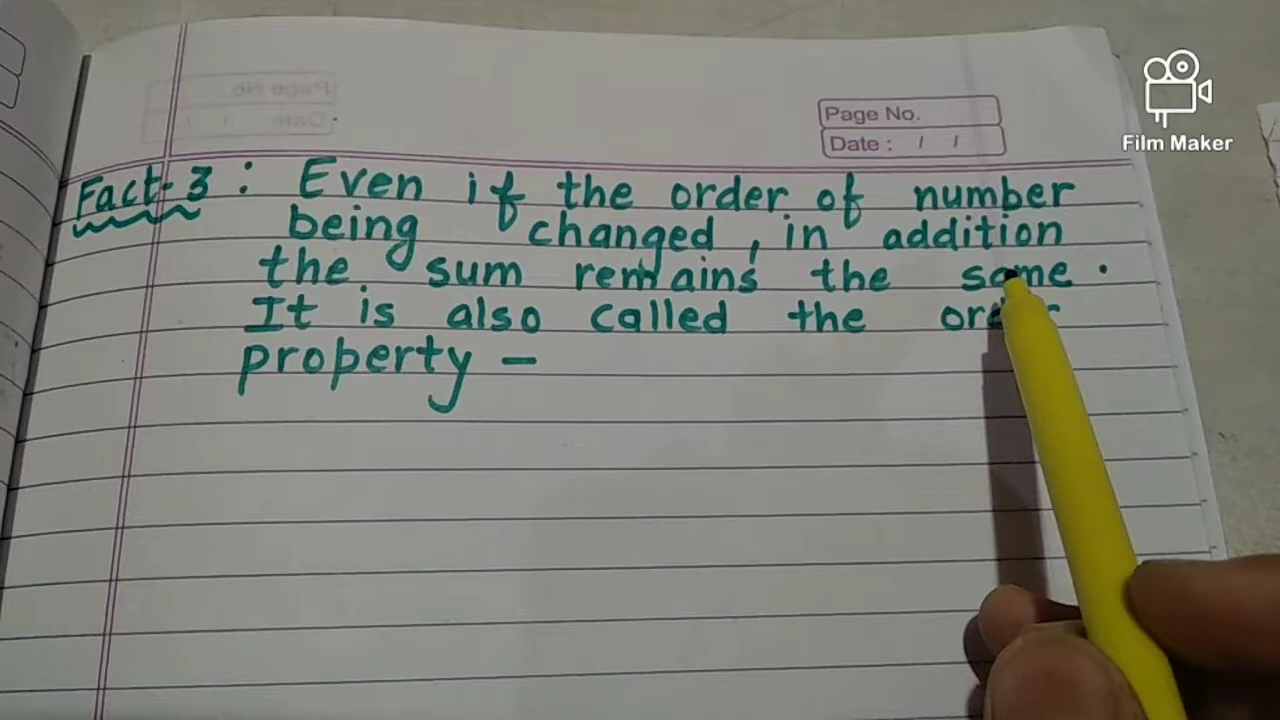 Page No.
Date : / /
Film Maker
Fact-3 : Even if the order of number
being changed, in addition
the sum remains the same.
It is also called the order
property -